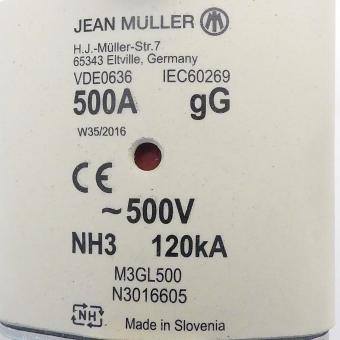 JEAN MÜLLER
H.J.-Müller-Str.7
65343 Eltville, Germany
VDE0636 IEC60269
500A gG
W35/2016
CE
~500V
NH3 120kA
M3GL500
N3016605
NH Made in Slovenia